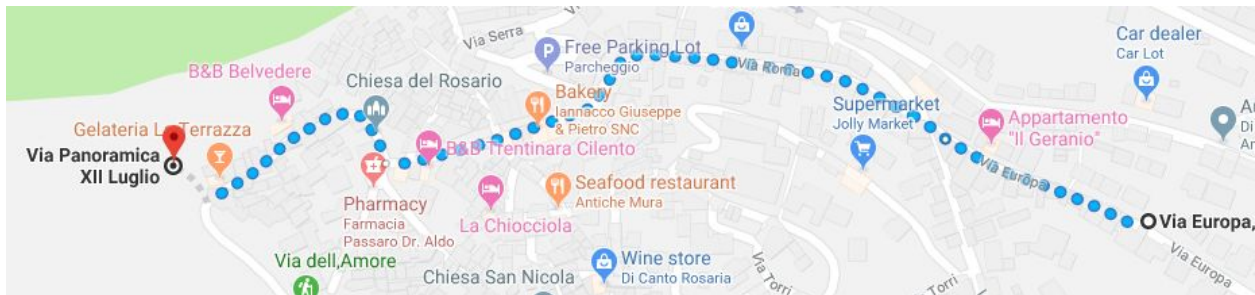 Via Serra
Free Parking Lot
Parcheggio
Car dealer
Car Lot
B&B Belvedere
Chiesa del Rosario
Via Roma
Bakery
Iannacco Giuseppe
& Pietro SNC
Supermarket
Jolly Market
Appartamento
"Il Geranio"
Gelateria La Terrazza
Via Panoramica
XII Luglio
B&B Trentinara Cilento
Via Europa
Seafood restaurant
Antiche Mura
Pharmacy
Farmacia
Passaro Dr. Aldo
La Chiocciola
Via Europa,
Via dell,Amore
Chiesa San Nicola
Wine store
Di Canto Rosaria
Via Torri
Torri
Via Europa